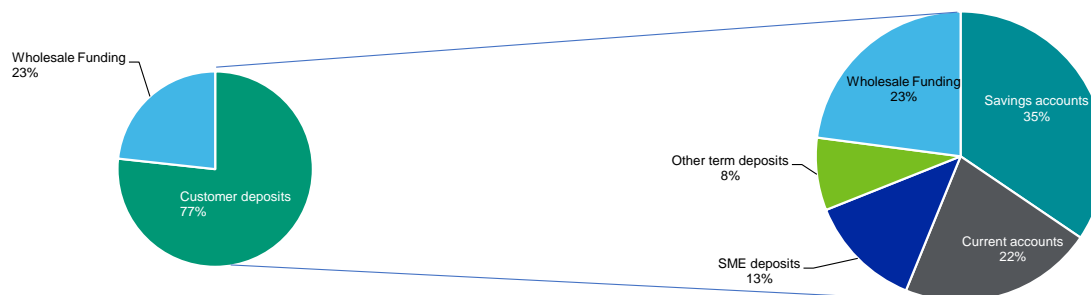 Wholesale Funding
23%
Customer deposits
77%
Wholesale Funding
23%
Savings accounts
35%
Other term deposits
8%
Current accounts
22%
SME deposits
13%